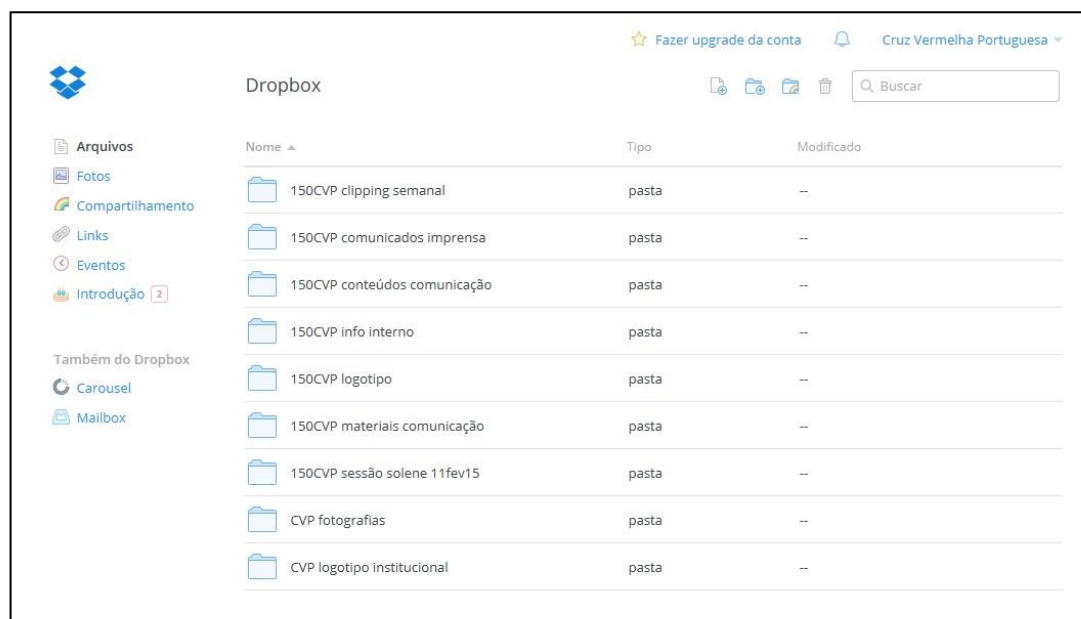 Fazer upgrade da conta
Cruz Vermelha Portuguesa
Dropbox
Buscar
Arquivos
Fotos
Compartilhamento
Links
Eventos
Introdução 2
Também do Dropbox
Carousel
Mailbox
Nome Tipo Modificado
150CVP clipping semanal pasta --
150CVP comunicados imprensa pasta --
150CVP conteúdos comunicação pasta --
150CVP info interno pasta --
150CVP logotipo pasta --
150CVP materiais comunicação pasta --
150CVP sessão solene 11fev15 pasta --
CVP fotografias pasta --
CVP logotipo institucional pasta --